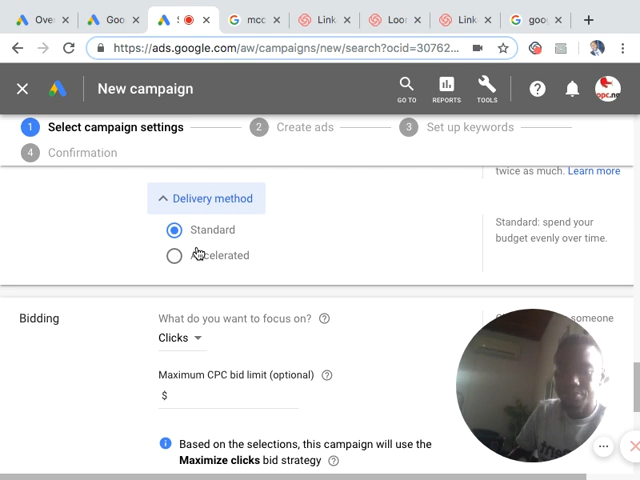 Ove
Goo
S
mcc
Link
Loo
Link
goo
https://ads.google.com/aw/campaigns/new/search?ocid=30762...
New campaign
GO TO
REPORTS
TOOLS
1 Select campaign settings
2 Create ads
3 Set up keywords
4 Confirmation
twice as much. Learn more
Delivery method
Standard
Accelerated
Standard: spend your
budget evenly over time.
Bidding
What do you want to focus on?
someone
Clicks
Maximum CPC bid limit (optional)
$
Based on the selections, this campaign will use the
Maximize clicks bid strategy